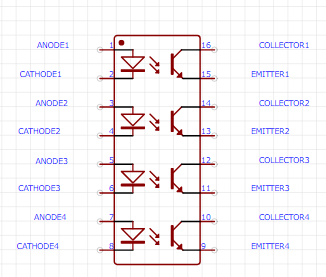 ANODE1 1 16 COLLECTOR1
CATHODE1 2 15 EMITTER1
ANODE2 3 14 COLLECTOR2
CATHODE2 4 13 EMITTER2
ANODE3 5 12 COLLECTOR3
CATHODE3 6 11 EMITTER3
ANODE4 7 10 COLLECTOR4
CATHODE4 8 9 EMITTER4